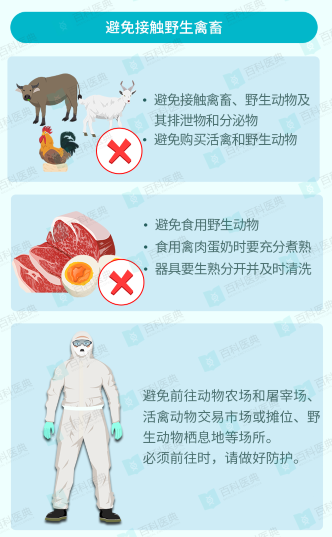 避免接触野生禽畜
• 避免接触禽畜、野生动物及
其排泄物和分泌物
• 避免购买活禽和野生动物
• 避免食用野生动物
• 食用禽肉蛋奶时要充分煮熟
• 器具要生熟分开并及时清洗
避免前往动物农场和屠宰场、
活禽动物交易市场或摊位、野
生动物栖息地等场所。
必须前往时，请做好防护。
百科医典